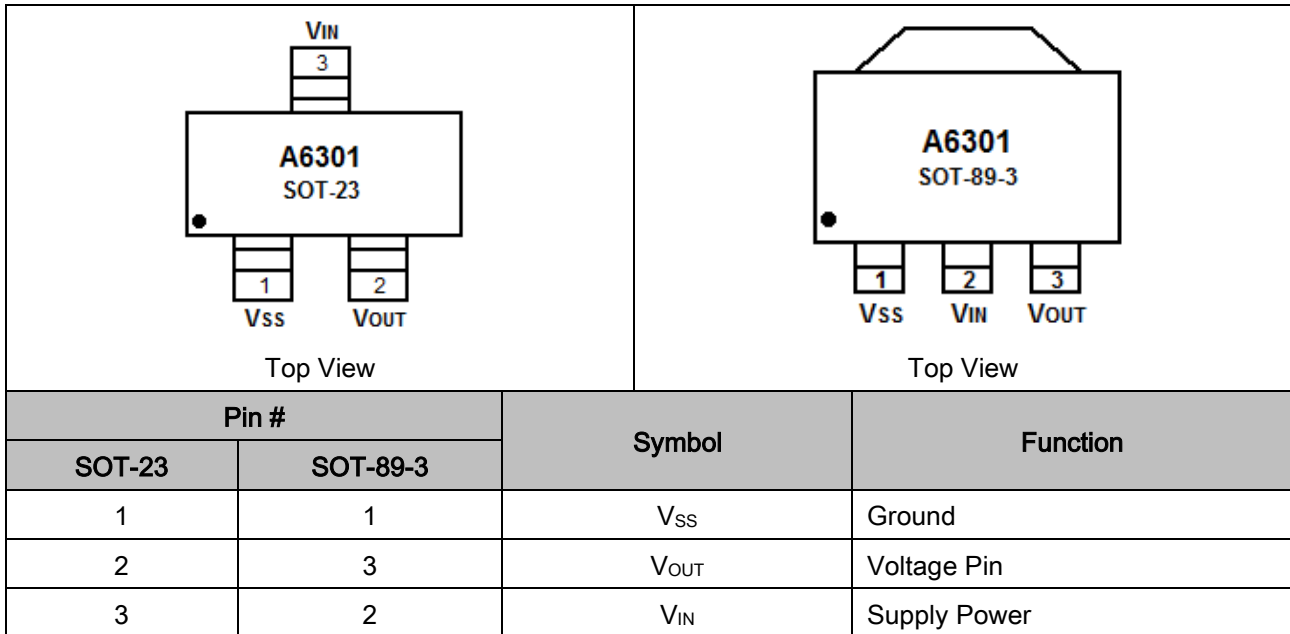 VIN
3
A6301
SOT-23
1 2
VSS VOUT
Top View
A6301
SOT-89-3
1 2 3
VSS VIN VOUT
Top View
Pin # Symbol Function
SOT-23 SOT-89-3
1 1 VSS Ground
2 3 VOUT Voltage Pin
3 2 VIN Supply Power